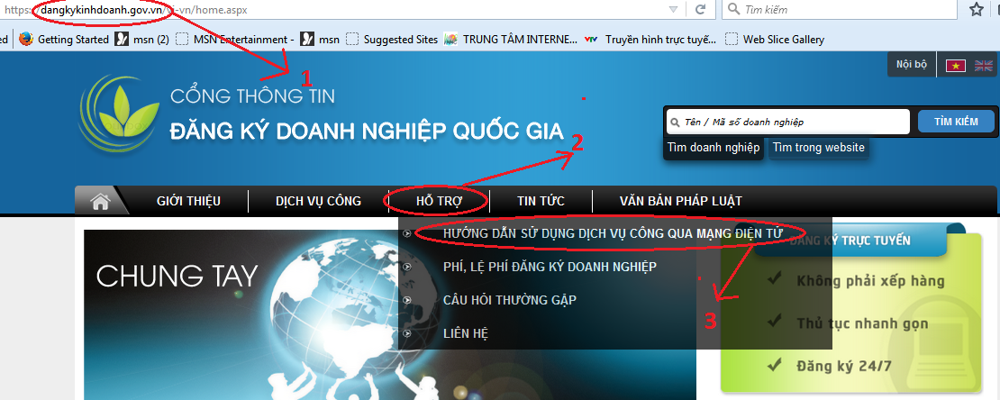 https://dangkykinhdoanh.gov.vn/vi-vn/home.aspx
Tìm kiếm
Getting Started
msn (2)
MSN Entertainment -
msn
Suggested Sites
TRUNG TÂM INTERNE...
vtv
Truyền hình trực tuyế...
Web Slice Gallery
1
Nội bộ
CỔNG THÔNG TIN
ĐĂNG KÝ DOANH NGHIỆP QUỐC GIA
Tên / Mã số doanh nghiệp
TÌM KIẾM
Tìm doanh nghiệp
Tìm trong website
2
GIỚI THIỆU
DỊCH VỤ CÔNG
HỖ TRỢ
TIN TỨC
VĂN BẢN PHÁP LUẬT
HƯỚNG DẪN SỬ DỤNG DỊCH VỤ CÔNG QUA MẠNG ĐIỆN TỬ
ĐĂNG KÝ TRỰC TUYẾN
CHUNG TAY
PHÍ, LỆ PHÍ ĐĂNG KÝ DOANH NGHIỆP
Không phải xếp hàng
CÂU HỎI THƯỜNG GẶP
3
Thủ tục nhanh gọn
LIÊN HỆ
Đăng ký 24/7